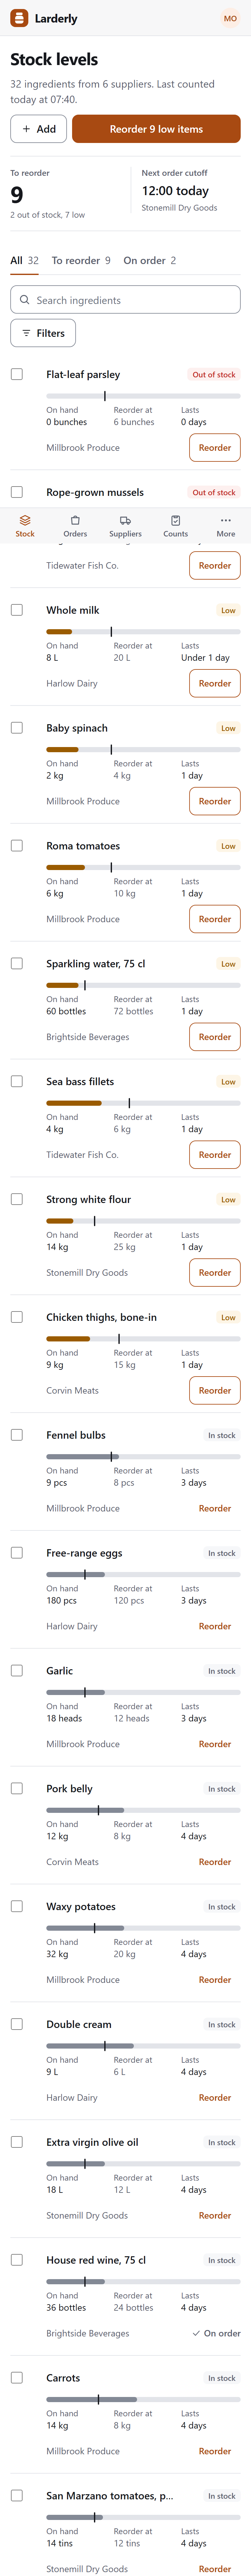 Larderly
MO
Stock levels
32 ingredients from 6 suppliers. Last counted
today at 07:40.
+ Add
Reorder 9 low items
To reorder
9
2 out of stock, 7 low
Next order cutoff
12:00 today
Stonemill Dry Goods
All 32 To reorder 9 On order 2
Search ingredients
Filters
Flat-leaf parsley Out of stock
On hand Reorder at Lasts
0 bunches 6 bunches 0 days
Millbrook Produce Reorder
Rope-grown mussels Out of stock
Stock Orders Suppliers Counts More
Tidewater Fish Co. Reorder
Whole milk Low
On hand Reorder at Lasts
8 L 20 L Under 1 day
Harlow Dairy Reorder
Baby spinach Low
On hand Reorder at Lasts
2 kg 4 kg 1 day
Millbrook Produce Reorder
Roma tomatoes Low
On hand Reorder at Lasts
6 kg 10 kg 1 day
Millbrook Produce Reorder
Sparkling water, 75 cl Low
On hand Reorder at Lasts
60 bottles 72 bottles 1 day
Brightside Beverages Reorder
Sea bass fillets Low
On hand Reorder at Lasts
4 kg 6 kg 1 day
Tidewater Fish Co. Reorder
Strong white flour Low
On hand Reorder at Lasts
14 kg 25 kg 1 day
Stonemill Dry Goods Reorder
Chicken thighs, bone-in Low
On hand Reorder at Lasts
9 kg 15 kg 1 day
Corvin Meats Reorder
Fennel bulbs In stock
On hand Reorder at Lasts
9 pcs 8 pcs 3 days
Millbrook Produce Reorder
Free-range eggs In stock
On hand Reorder at Lasts
180 pcs 120 pcs 3 days
Harlow Dairy Reorder
Garlic In stock
On hand Reorder at Lasts
18 heads 12 heads 3 days
Millbrook Produce Reorder
Pork belly In stock
On hand Reorder at Lasts
12 kg 8 kg 4 days
Corvin Meats Reorder
Waxy potatoes In stock
On hand Reorder at Lasts
32 kg 20 kg 4 days
Millbrook Produce Reorder
Double cream In stock
On hand Reorder at Lasts
9 L 6 L 4 days
Harlow Dairy Reorder
Extra virgin olive oil In stock
On hand Reorder at Lasts
18 L 12 L 4 days
Stonemill Dry Goods Reorder
House red wine, 75 cl In stock
On hand Reorder at Lasts
36 bottles 24 bottles 4 days
Brightside Beverages ✓ On order
Carrots In stock
On hand Reorder at Lasts
14 kg 8 kg 4 days
Millbrook Produce Reorder
San Marzano tomatoes, p... In stock
On hand Reorder at Lasts
14 tins 12 tins 4 days
Stonemill Dry Goods Reorder